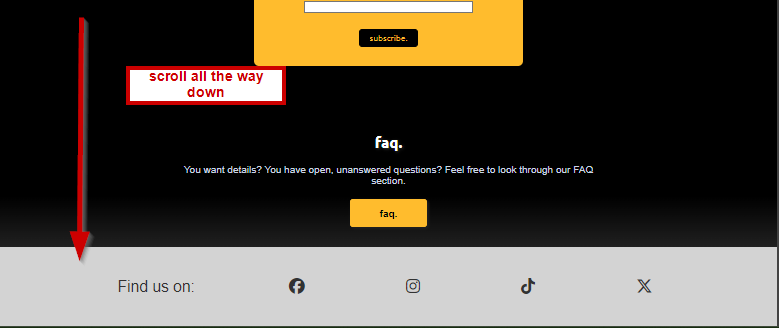 subscribe.
scroll all the way
down
faq.
You want details? You have open, unanswered questions? Feel free to look through our FAQ
section.
faq.
Find us on: